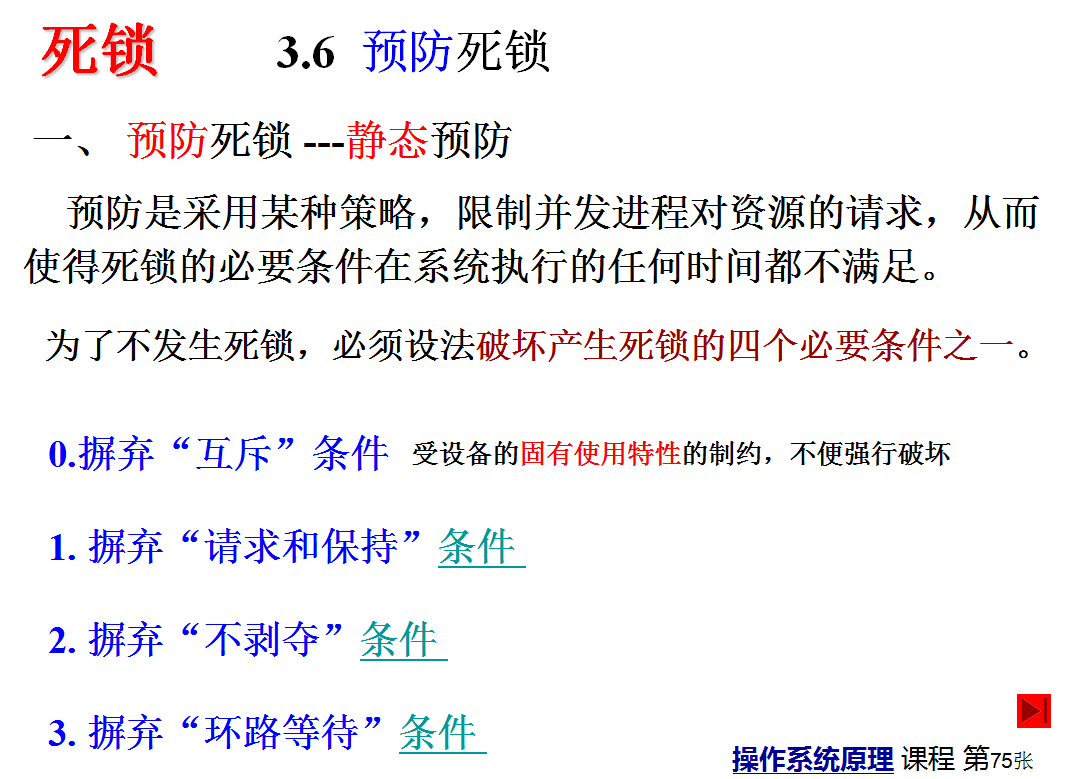 死锁 3.6 预防死锁
一、 预防死锁 ---静态预防
预防是采用某种策略，限制并发进程对资源的请求，从而
使得死锁的必要条件在系统执行的任何时间都不满足。
为了不发生死锁，必须设法破坏产生死锁的四个必要条件之一。
0.摒弃“互斥”条件 受设备的固有使用特性的制约，不便强行破坏
1. 摒弃“请求和保持”条件
2. 摒弃“不剥夺”条件
3. 摒弃“环路等待”条件
操作系统原理 课程 第75张